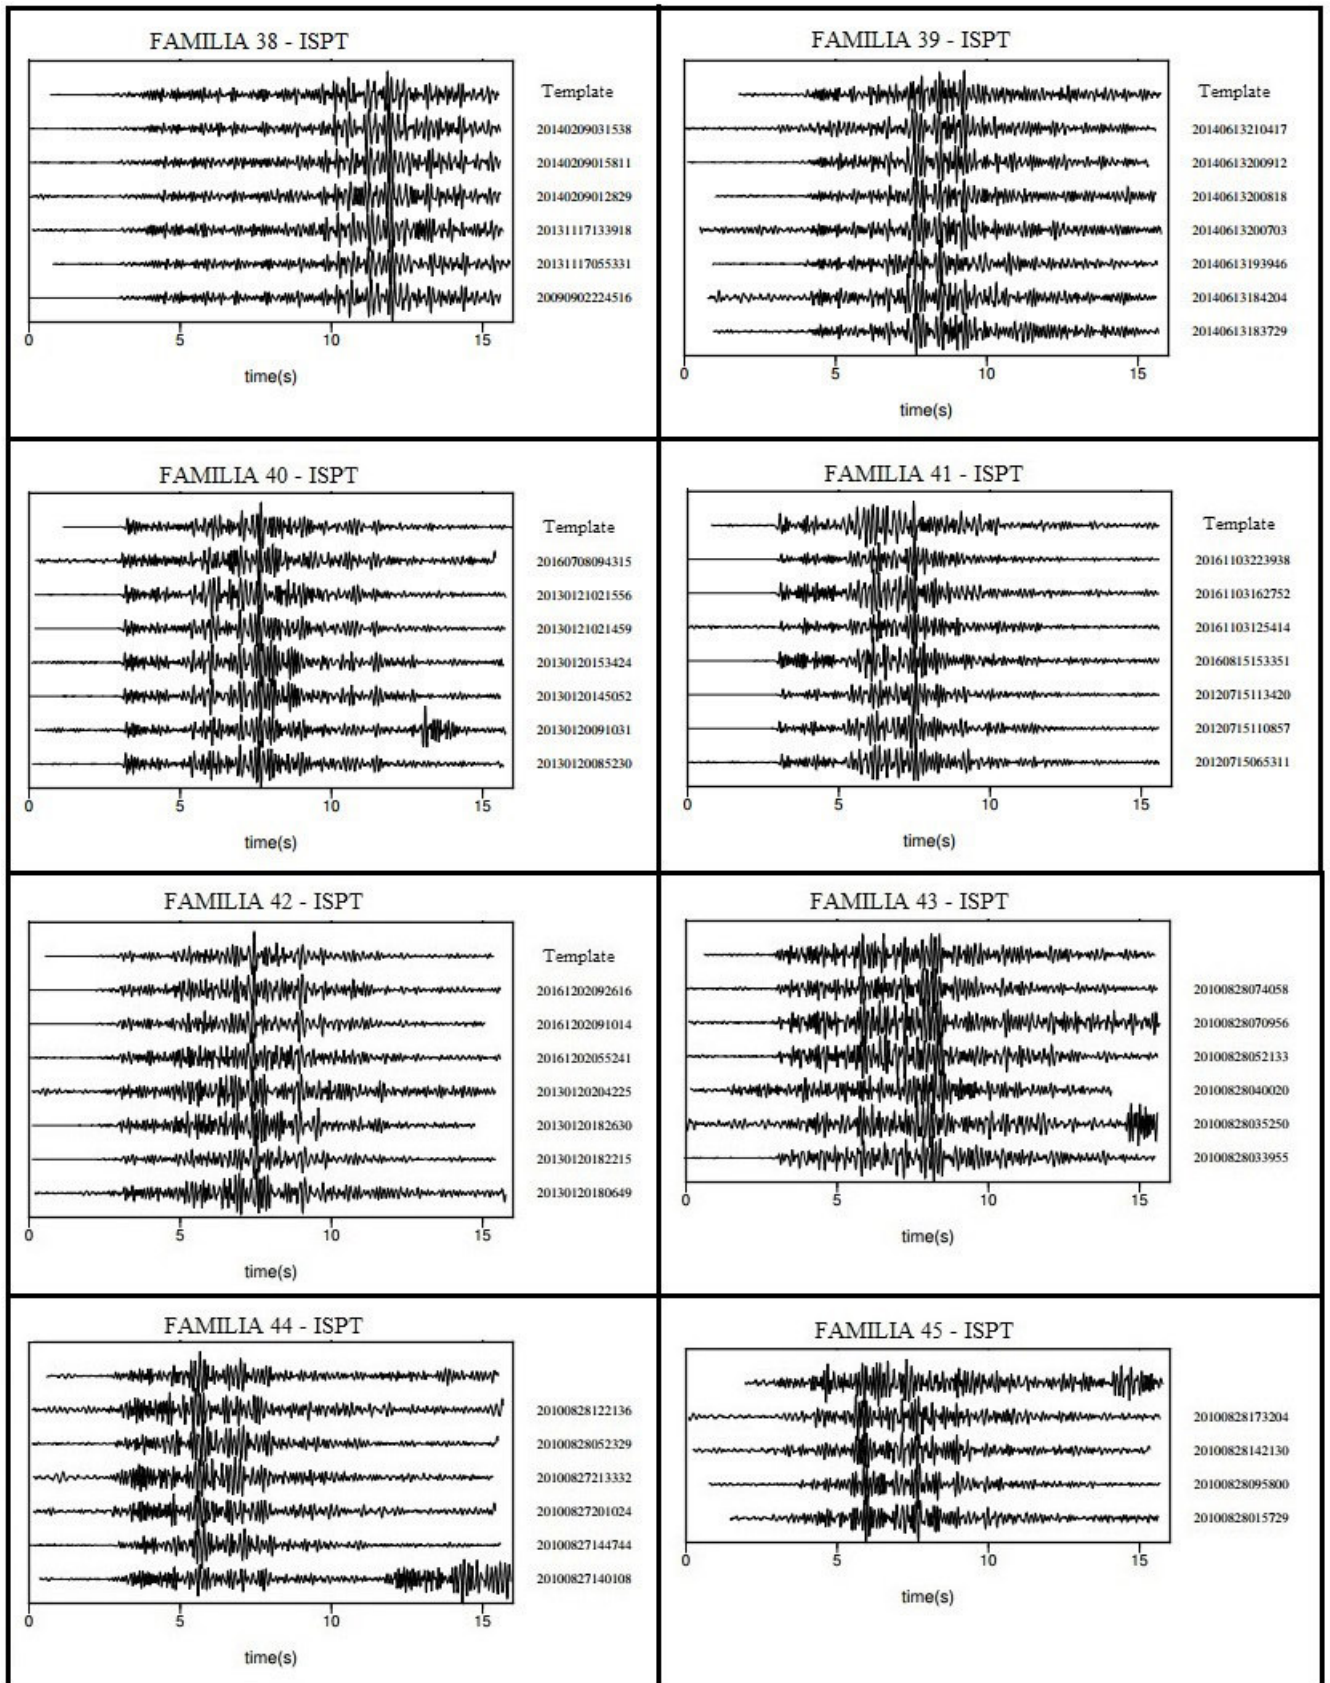 FAMILIA 38 - ISPT
Template
20140209031538
20140209015811
20140209012829
20131117133918
20131117055331
20090902224516
0 5 10 15
time(s)
FAMILIA 39 - ISPT
Template
20140613210417
20140613200912
20140613200818
20140613200703
20140613193946
20140613184204
20140613183729
0 5 10 15
time(s)
FAMILIA 40 - ISPT
Template
20160708094315
20130121021556
20130121021459
20130120153424
20130120145052
20130120091031
20130120085230
0 5 10 15
time(s)
FAMILIA 41 - ISPT
Template
20161103223938
20161103162752
20161103125414
20160815153351
20120715113420
20120715110857
20120715065311
0 5 10 15
time(s)
FAMILIA 42 - ISPT
Template
20161202092616
20161202091014
20161202055241
20130120204225
20130120182630
20130120182215
20130120180649
0 5 10 15
time(s)
FAMILIA 43 - ISPT
20100828074058
20100828070956
20100828052133
20100828040020
20100828035250
20100828033955
0 5 10 15
time(s)
FAMILIA 44 - ISPT
20100828122136
20100828052329
20100827213332
20100827201024
20100827144744
20100827140108
0 5 10 15
time(s)
FAMILIA 45 - ISPT
20100828173204
20100828142130
20100828095800
20100828015729
0 5 10 15
time(s)